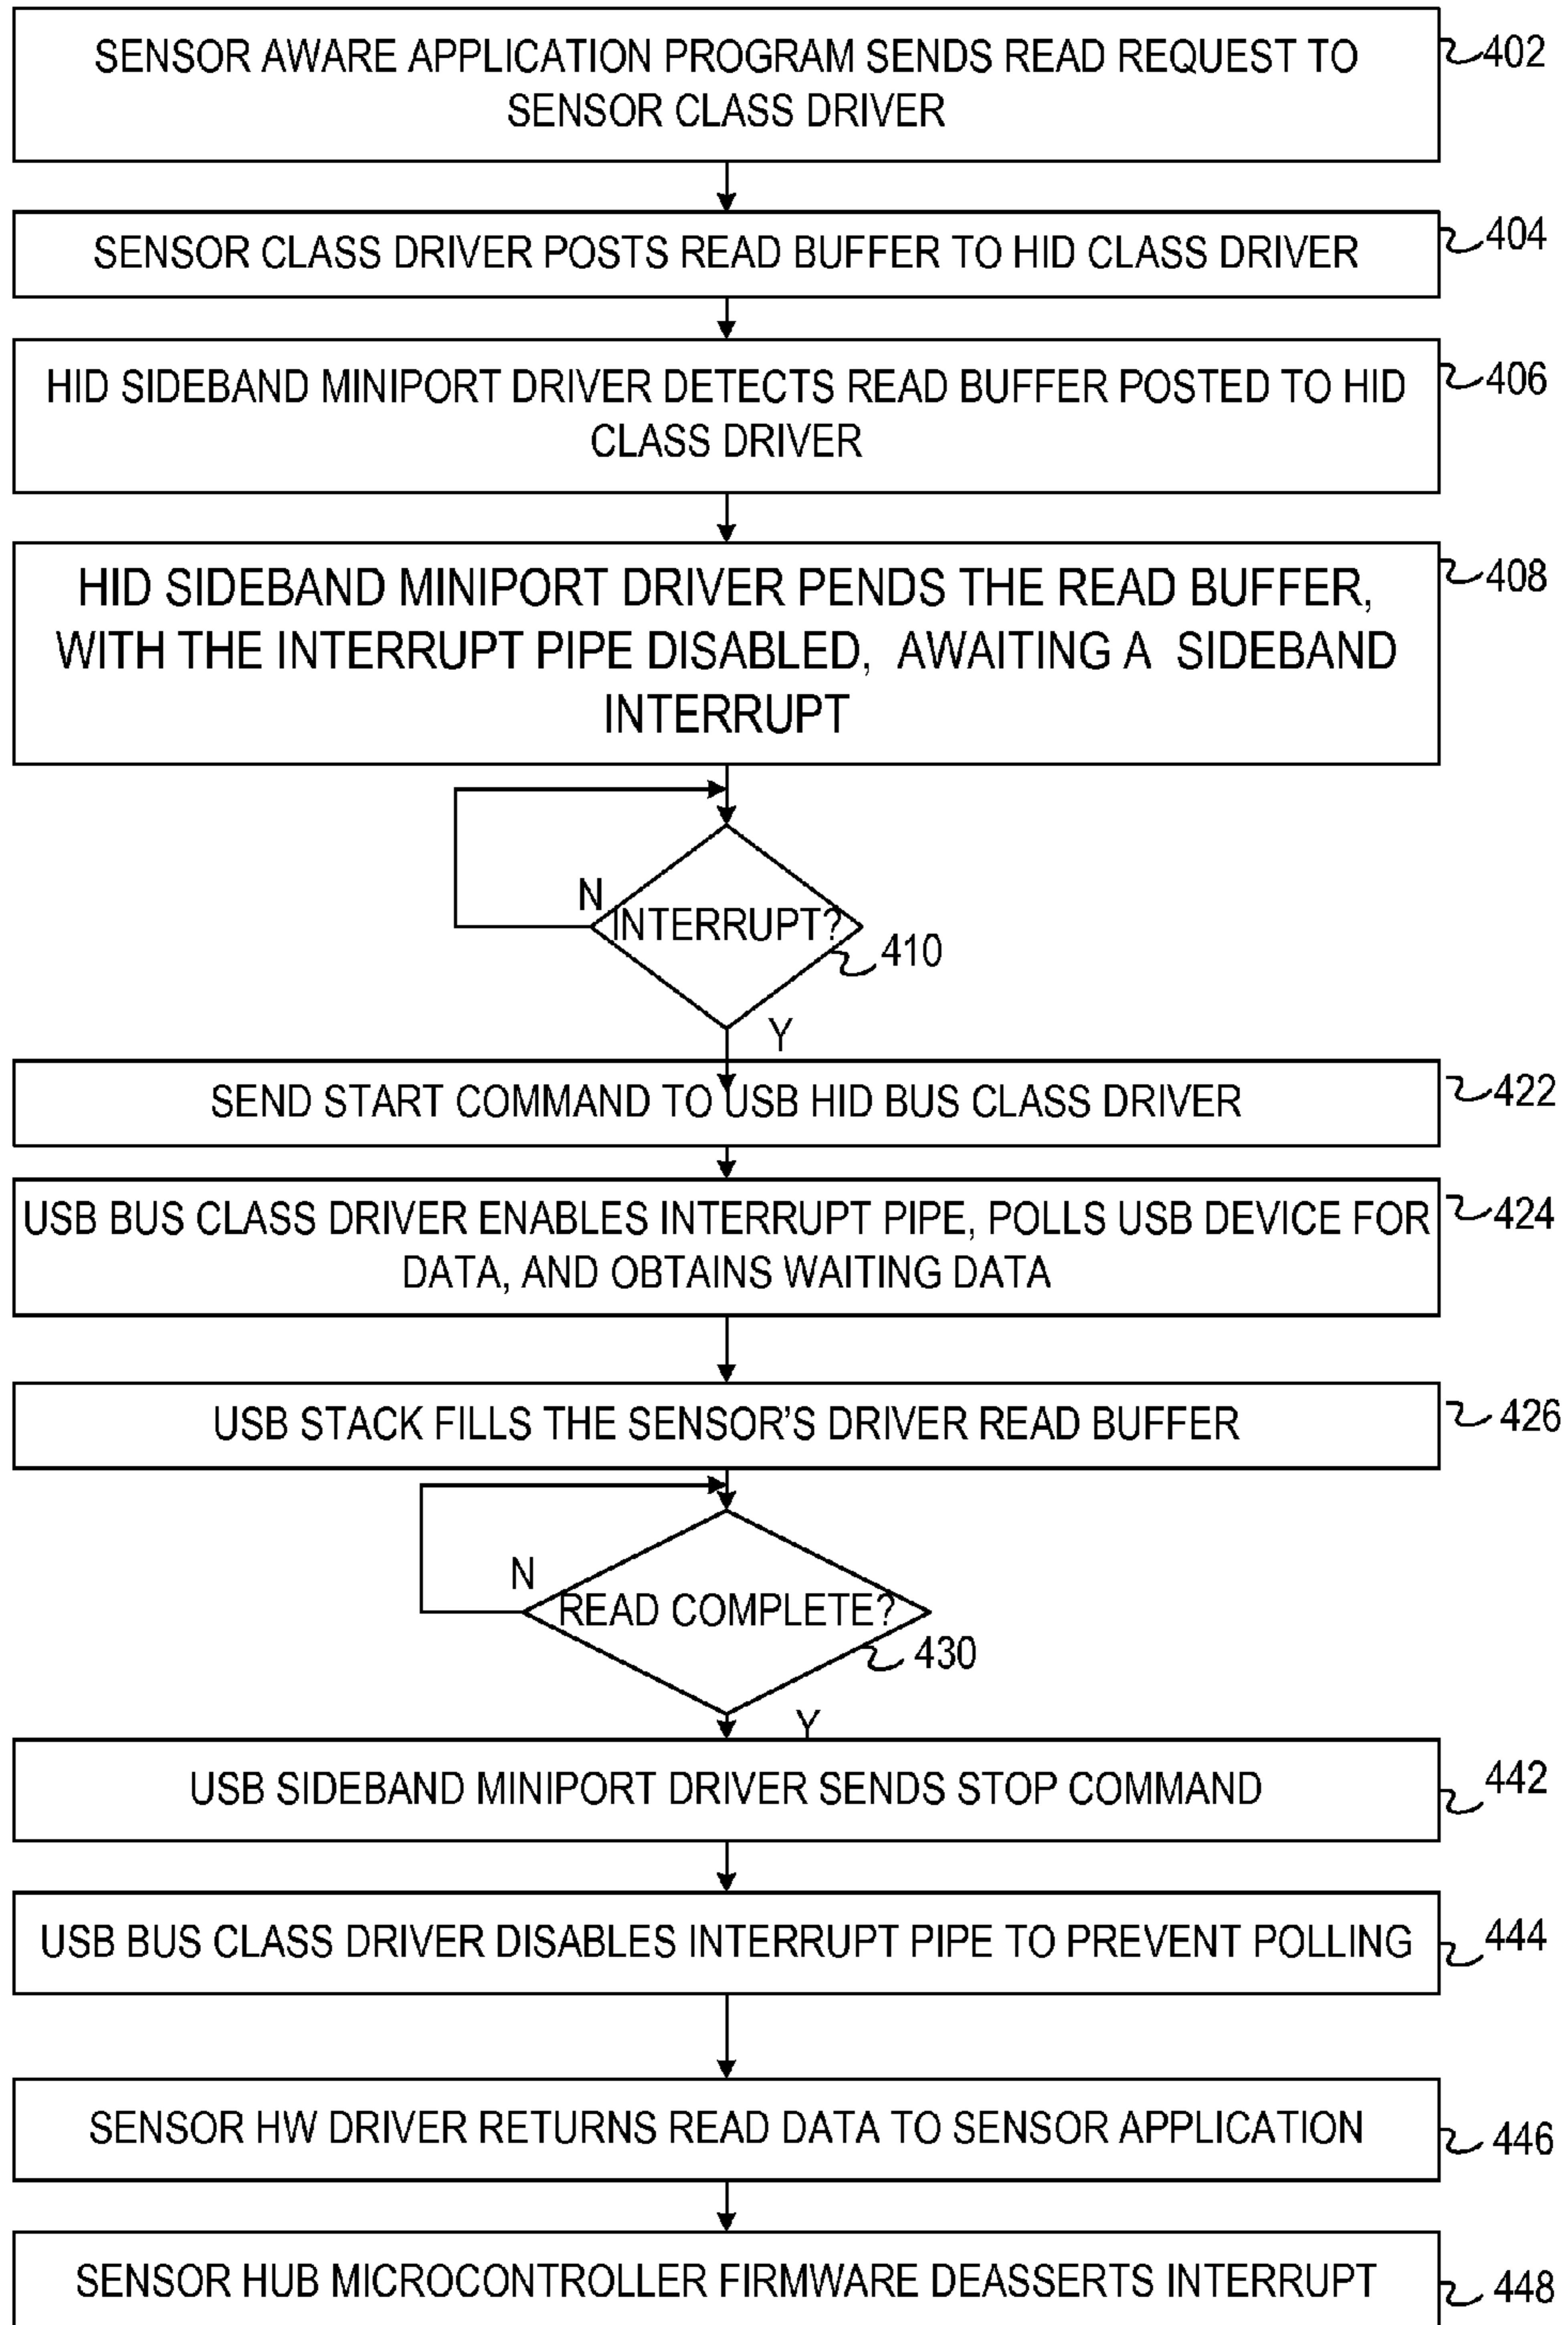 SENSOR AWARE APPLICATION PROGRAM SENDS READ REQUEST TO
SENSOR CLASS DRIVER
402
SENSOR CLASS DRIVER POSTS READ BUFFER TO HID CLASS DRIVER
404
HID SIDEBAND MINIPORT DRIVER DETECTS READ BUFFER POSTED TO HID
CLASS DRIVER
406
HID SIDEBAND MINIPORT DRIVER PENDS THE READ BUFFER,
WITH THE INTERRUPT PIPE DISABLED, AWAITING A SIDEBAND
INTERRUPT
408
N
INTERRUPT?
410
Y
SEND START COMMAND TO USB HID BUS CLASS DRIVER
422
USB BUS CLASS DRIVER ENABLES INTERRUPT PIPE, POLLS USB DEVICE FOR
DATA, AND OBTAINS WAITING DATA
424
USB STACK FILLS THE SENSOR'S DRIVER READ BUFFER
426
N
READ COMPLETE?
430
Y
USB SIDEBAND MINIPORT DRIVER SENDS STOP COMMAND
442
USB BUS CLASS DRIVER DISABLES INTERRUPT PIPE TO PREVENT POLLING
444
SENSOR HW DRIVER RETURNS READ DATA TO SENSOR APPLICATION
446
SENSOR HUB MICROCONTROLLER FIRMWARE DEASSERTS INTERRUPT
448